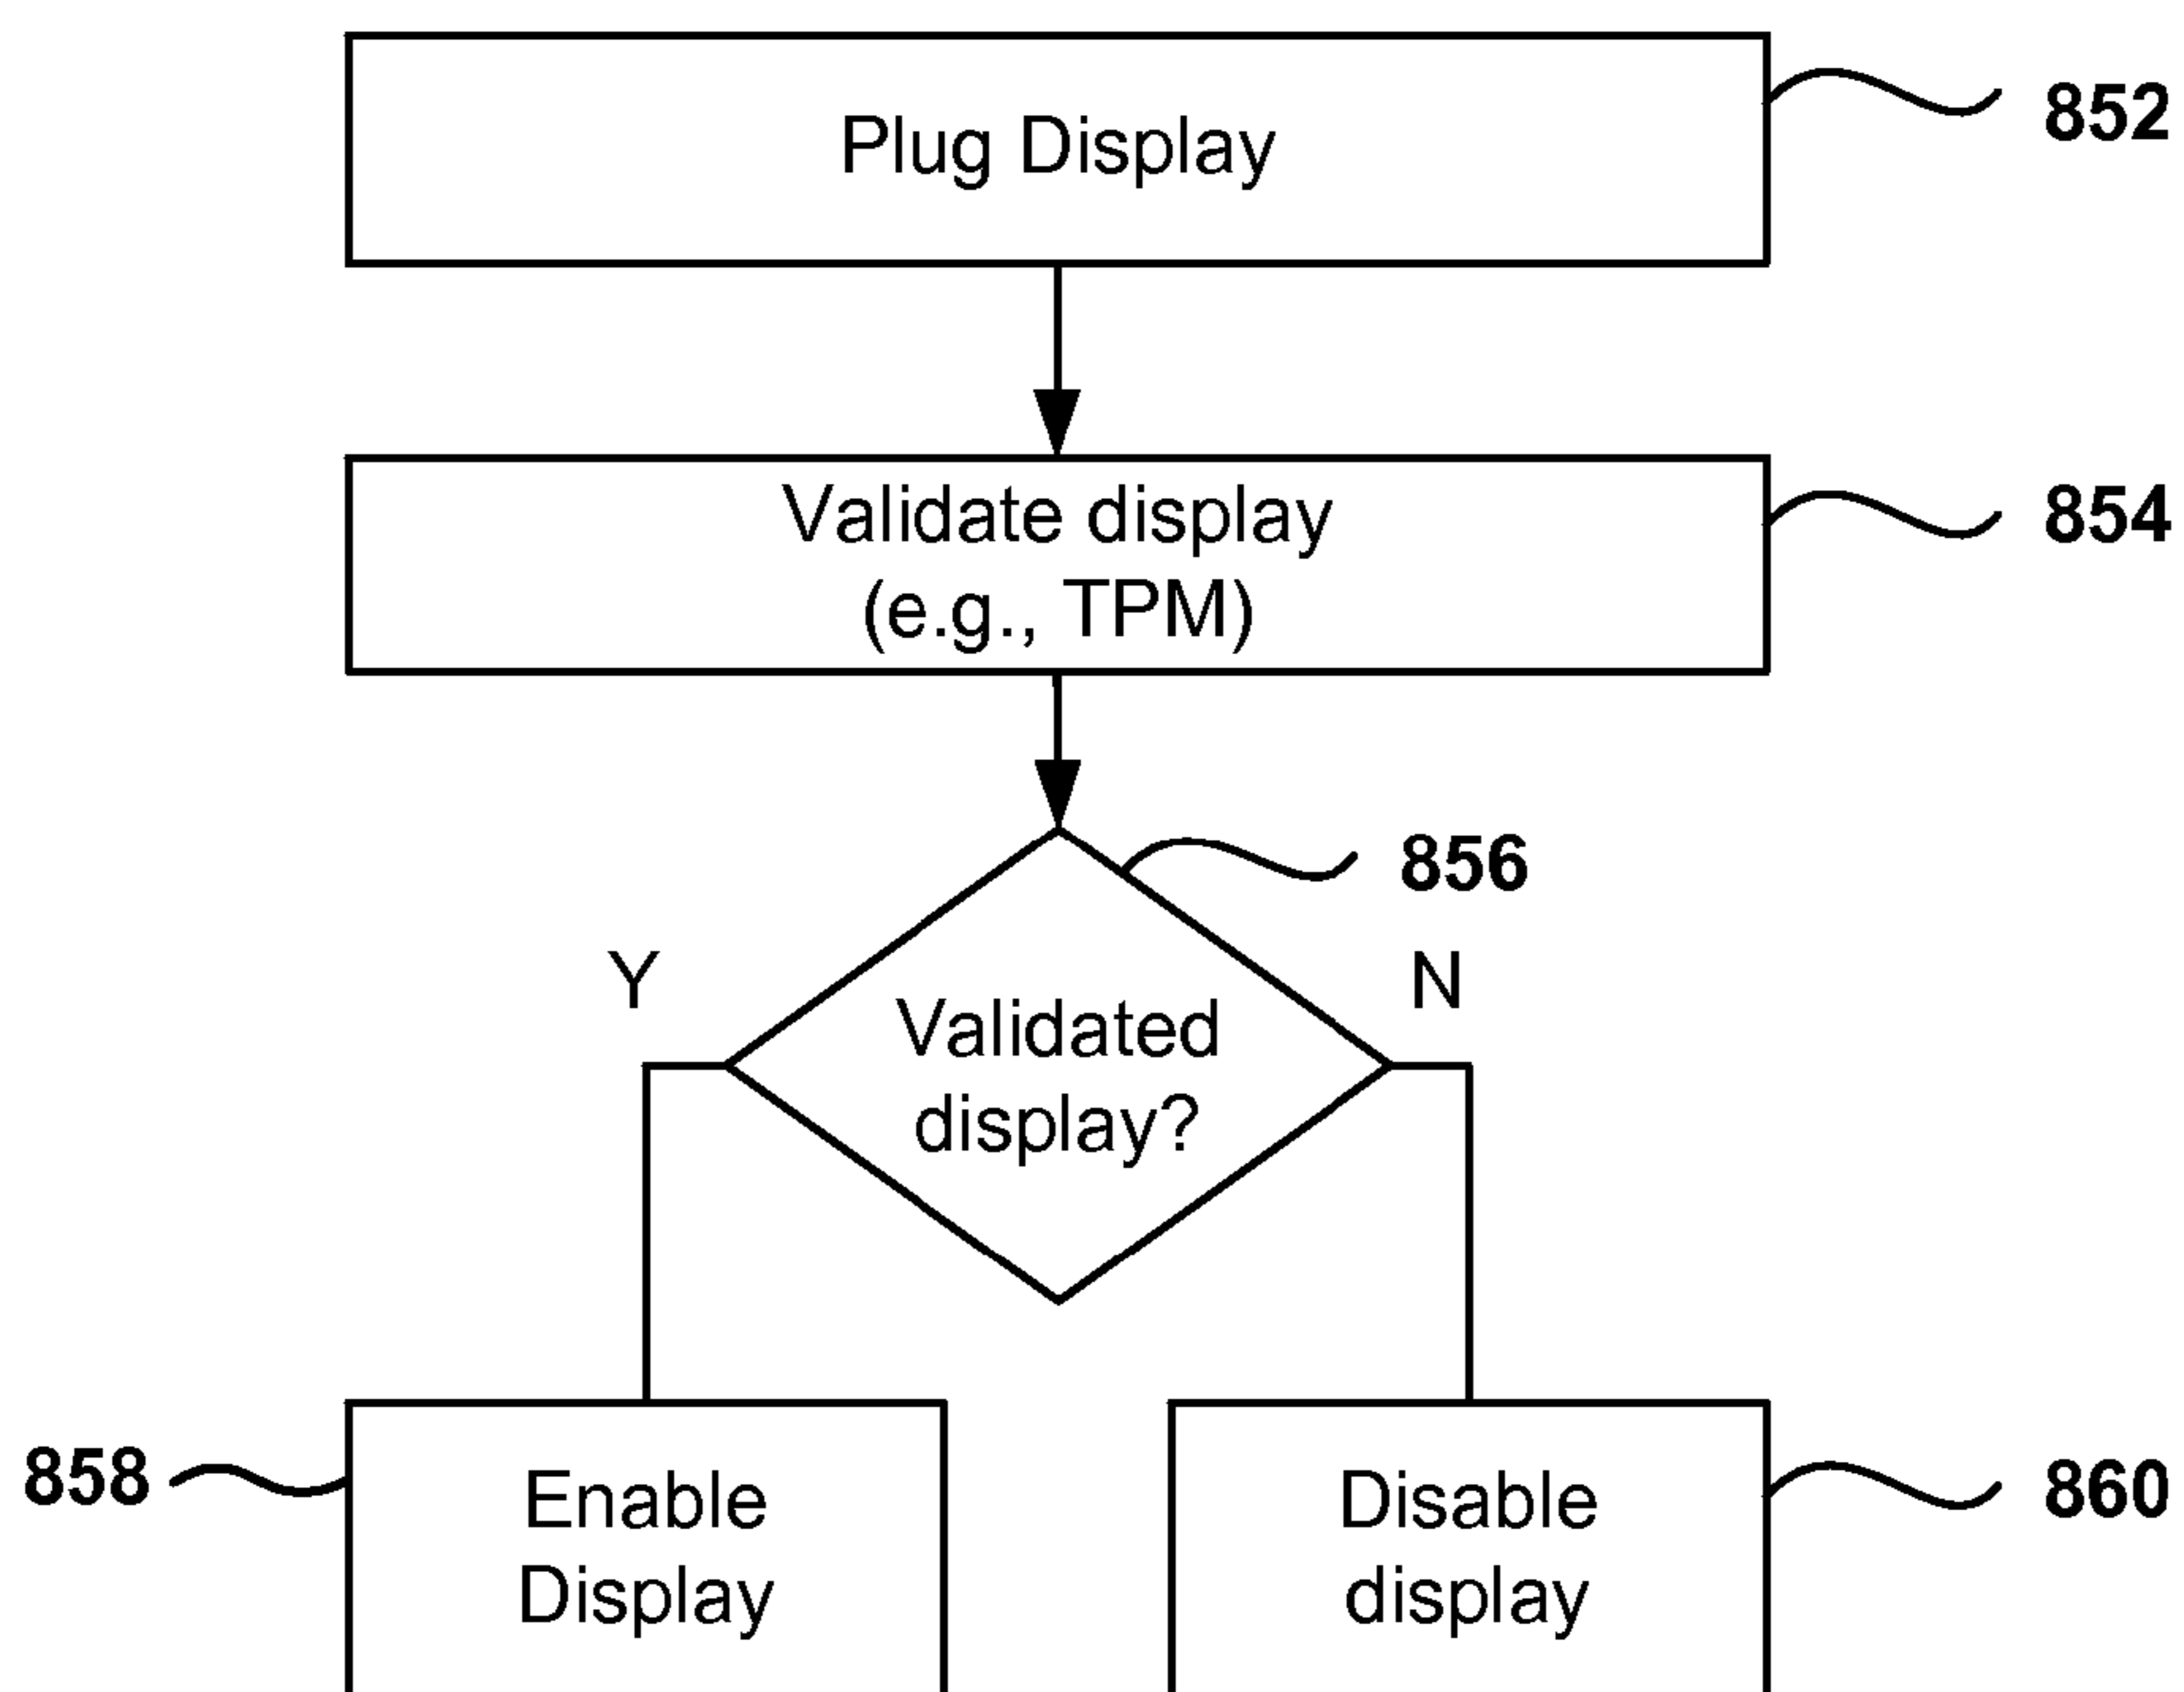 Plug Display
852
Validate display
(e.g., TPM)
854
856
Y
N
Validated
display?
858
Enable
Display
Disable
display
860